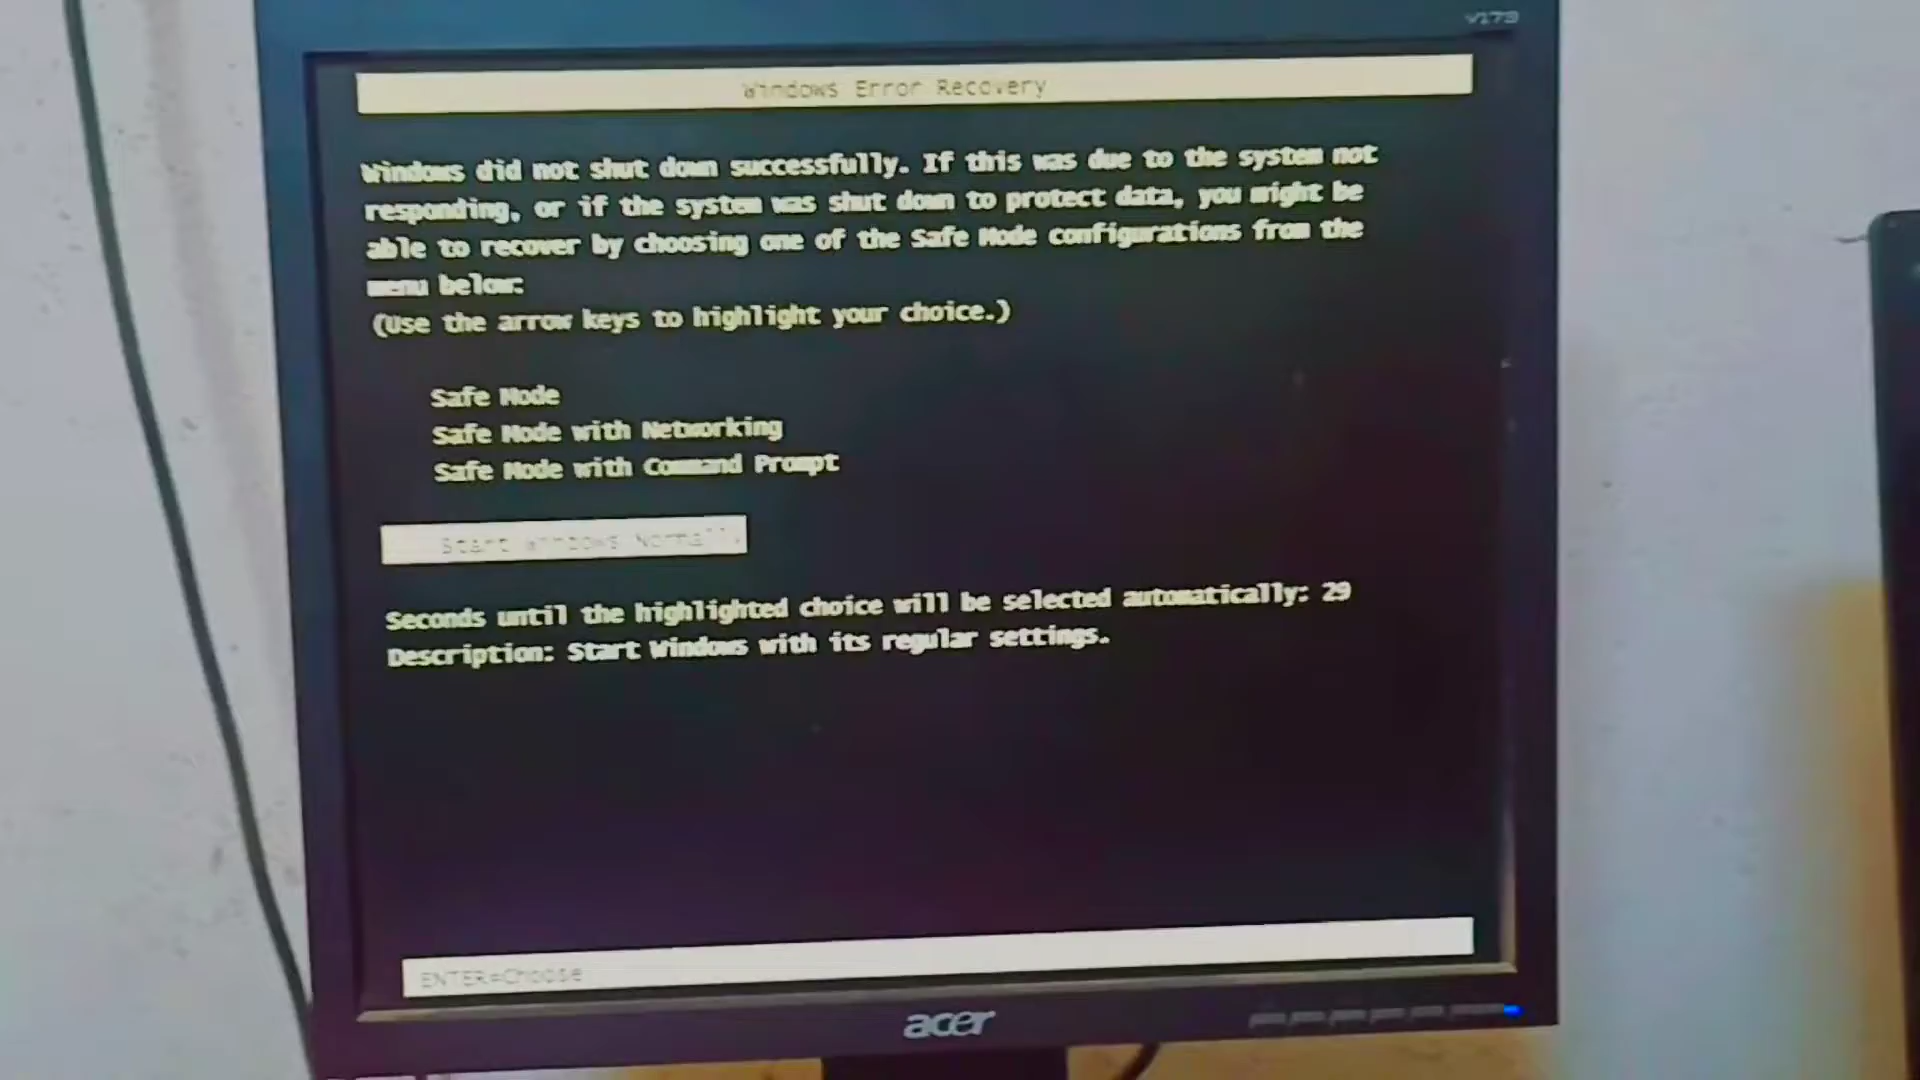 V173
Windows Error Recovery
Windows did not shut down successfully. If this was due to the system not
responding, or if the system was shut down to protect data, you might be
able to recover by choosing one of the Safe Mode configurations from the
menu below:
(Use the arrow keys to highlight your choice.)
Safe Mode
Safe Mode with Networking
Safe Mode with Command Prompt
Start Windows Normally
Seconds until the highlighted choice will be selected automatically: 29
Description: Start Windows with its regular settings.
ENTER=Choose
acer